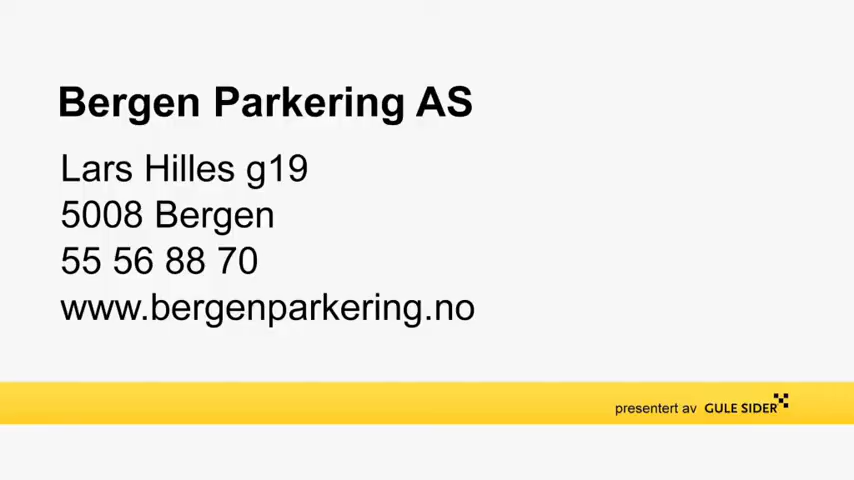 Bergen Parkering AS
Lars Hilles g19
5008 Bergen
55 56 88 70
www.bergenparkering.no
presentert av GULE SIDER